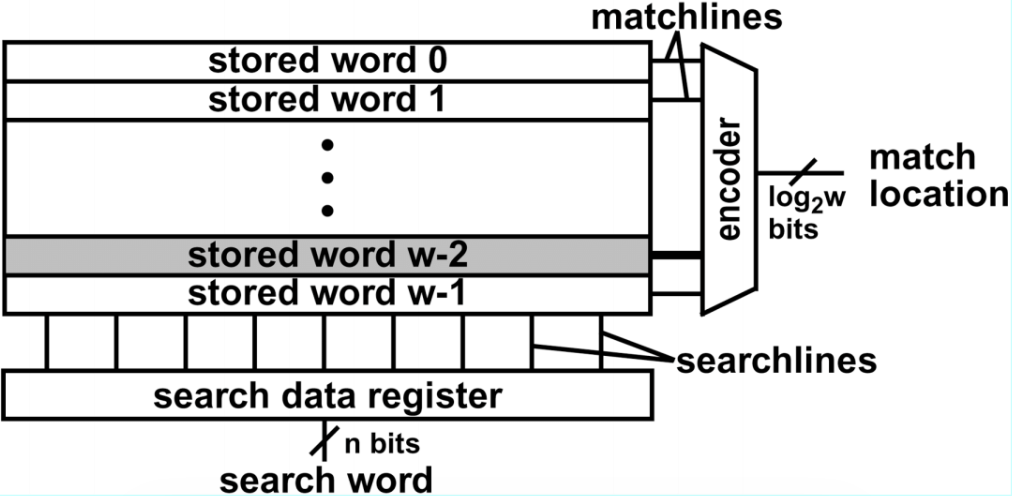 matchlines
stored word 0
stored word 1
encoder
match
location
log₂w
bits
stored word w-2
stored word w-1
searchlines
search data register
n bits
search word